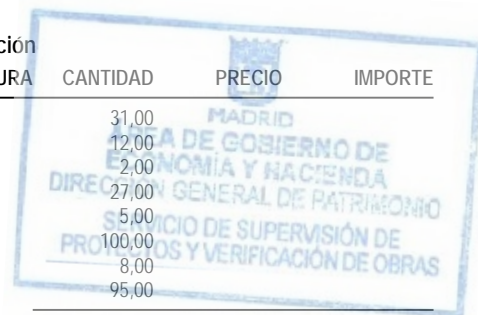 ción
URA CANTIDAD PRECIO IMPORTE
31,00
12,00
2,00
27,00
5,00
100,00
8,00
95,00
MADRID
ÁREA DE GOBIERNO DE
ECONOMÍA Y HACIENDA
DIRECCIÓN GENERAL DE PATRIMONIO
SERVICIO DE SUPERVISIÓN DE
PROYECTOS Y VERIFICACIÓN DE OBRAS